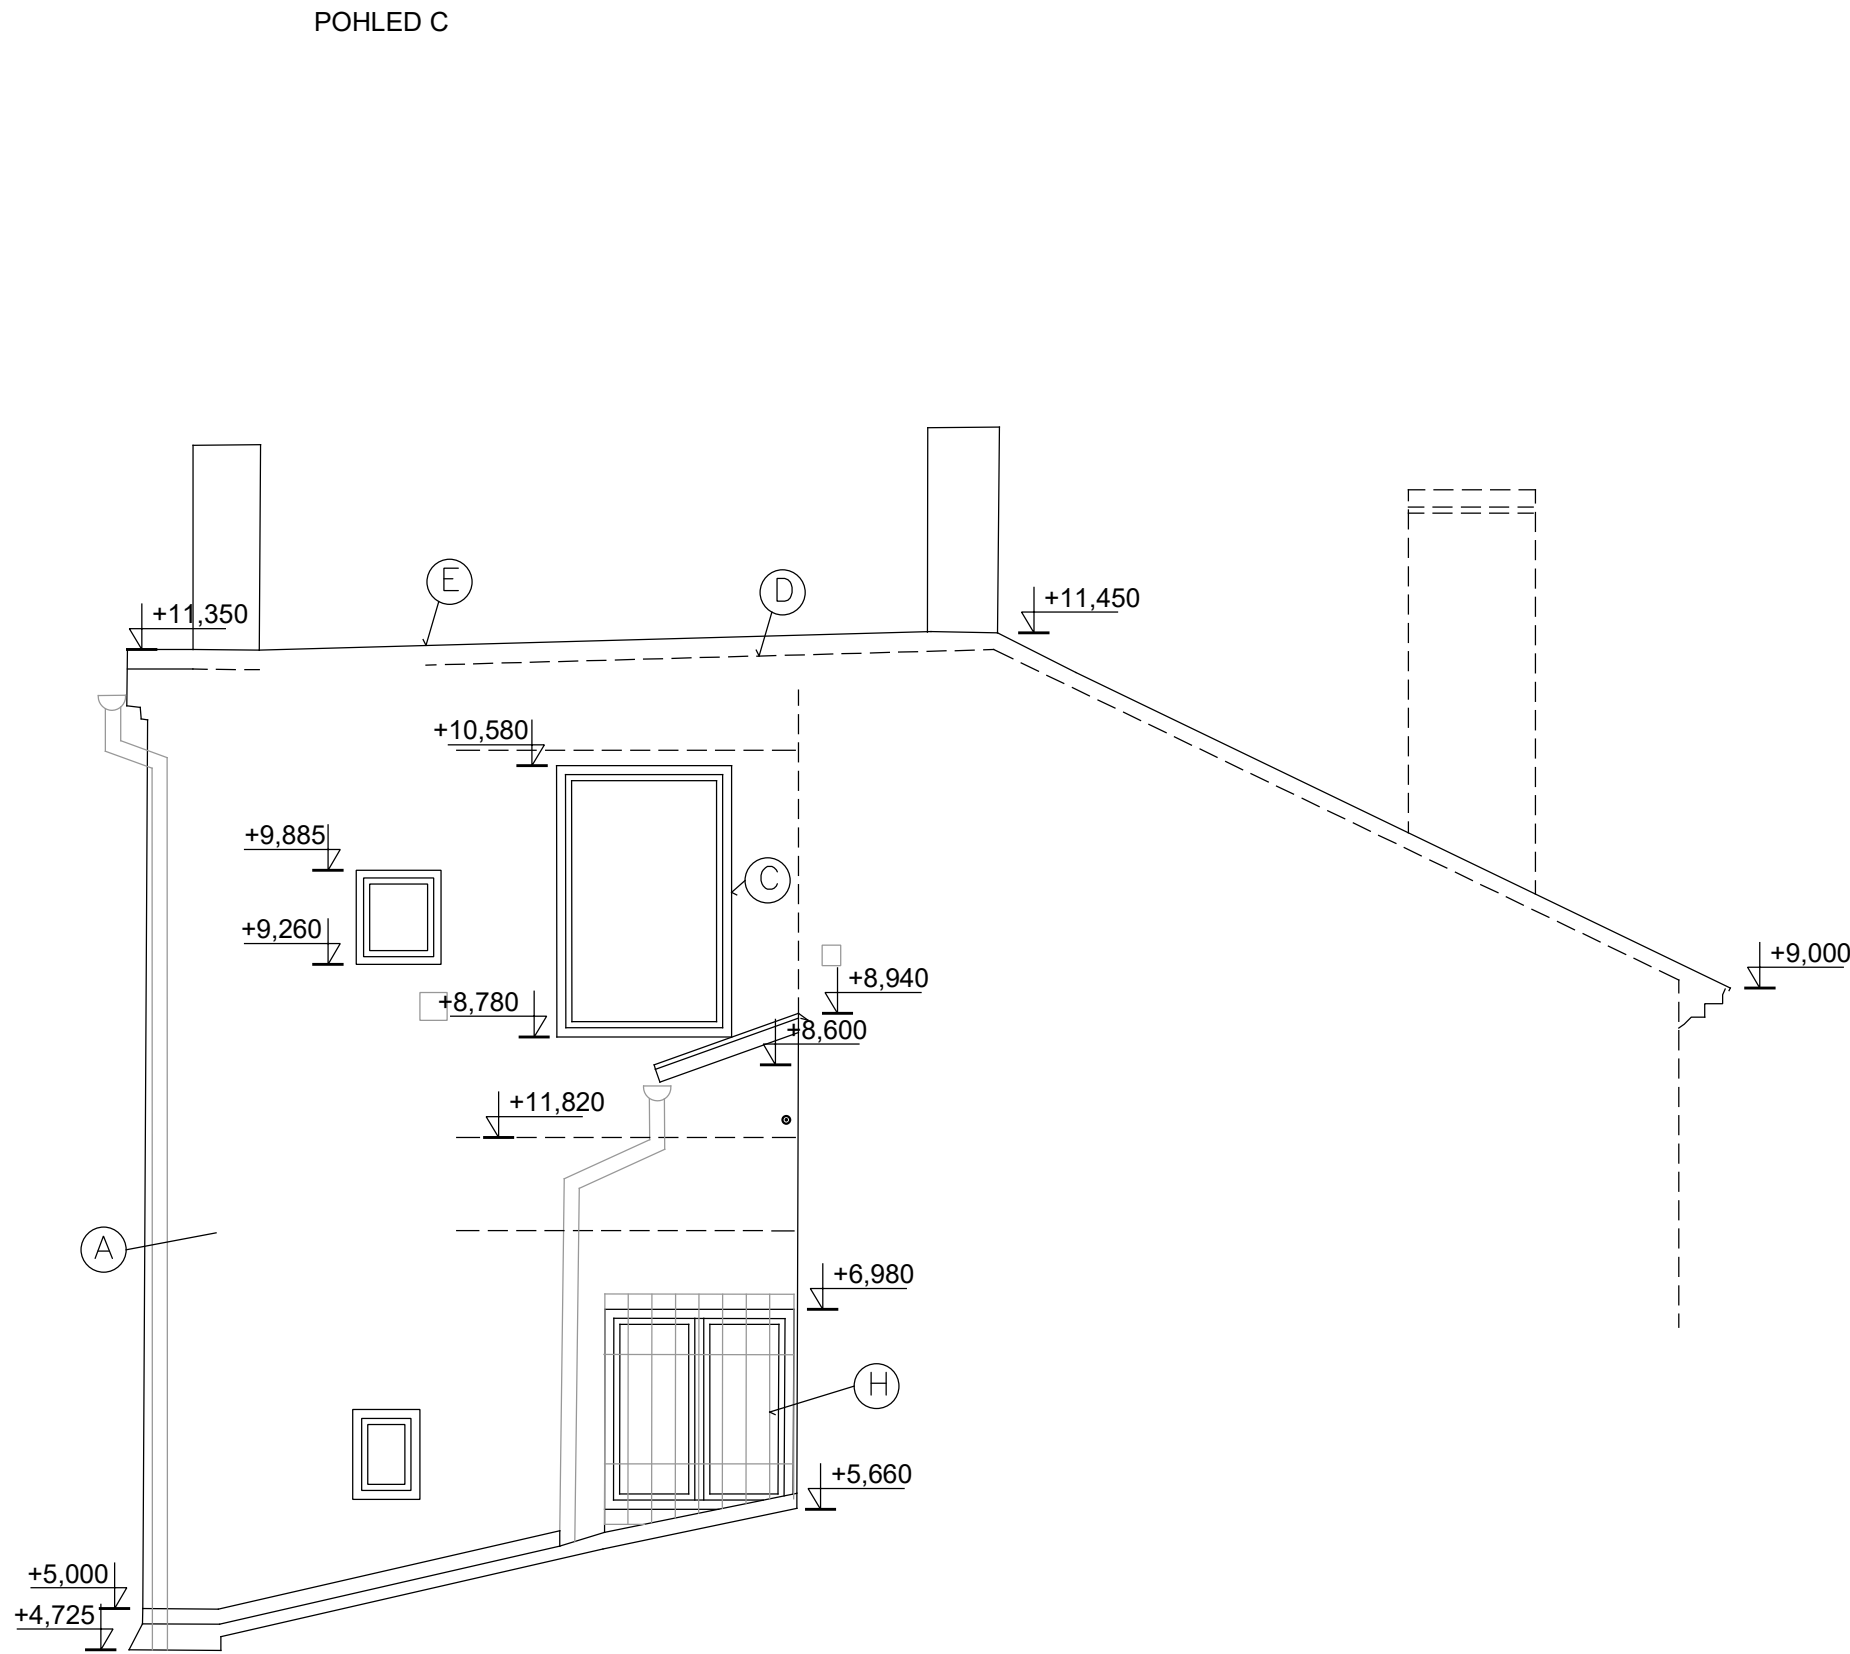 POHLED C
E
D
+11,350
+11,450
+10,580
+9,885
C
+9,260
+9,000
+8,940
+8,780
+8,600
+11,820
A
+6,980
H
+5,660
+5,000
+4,725